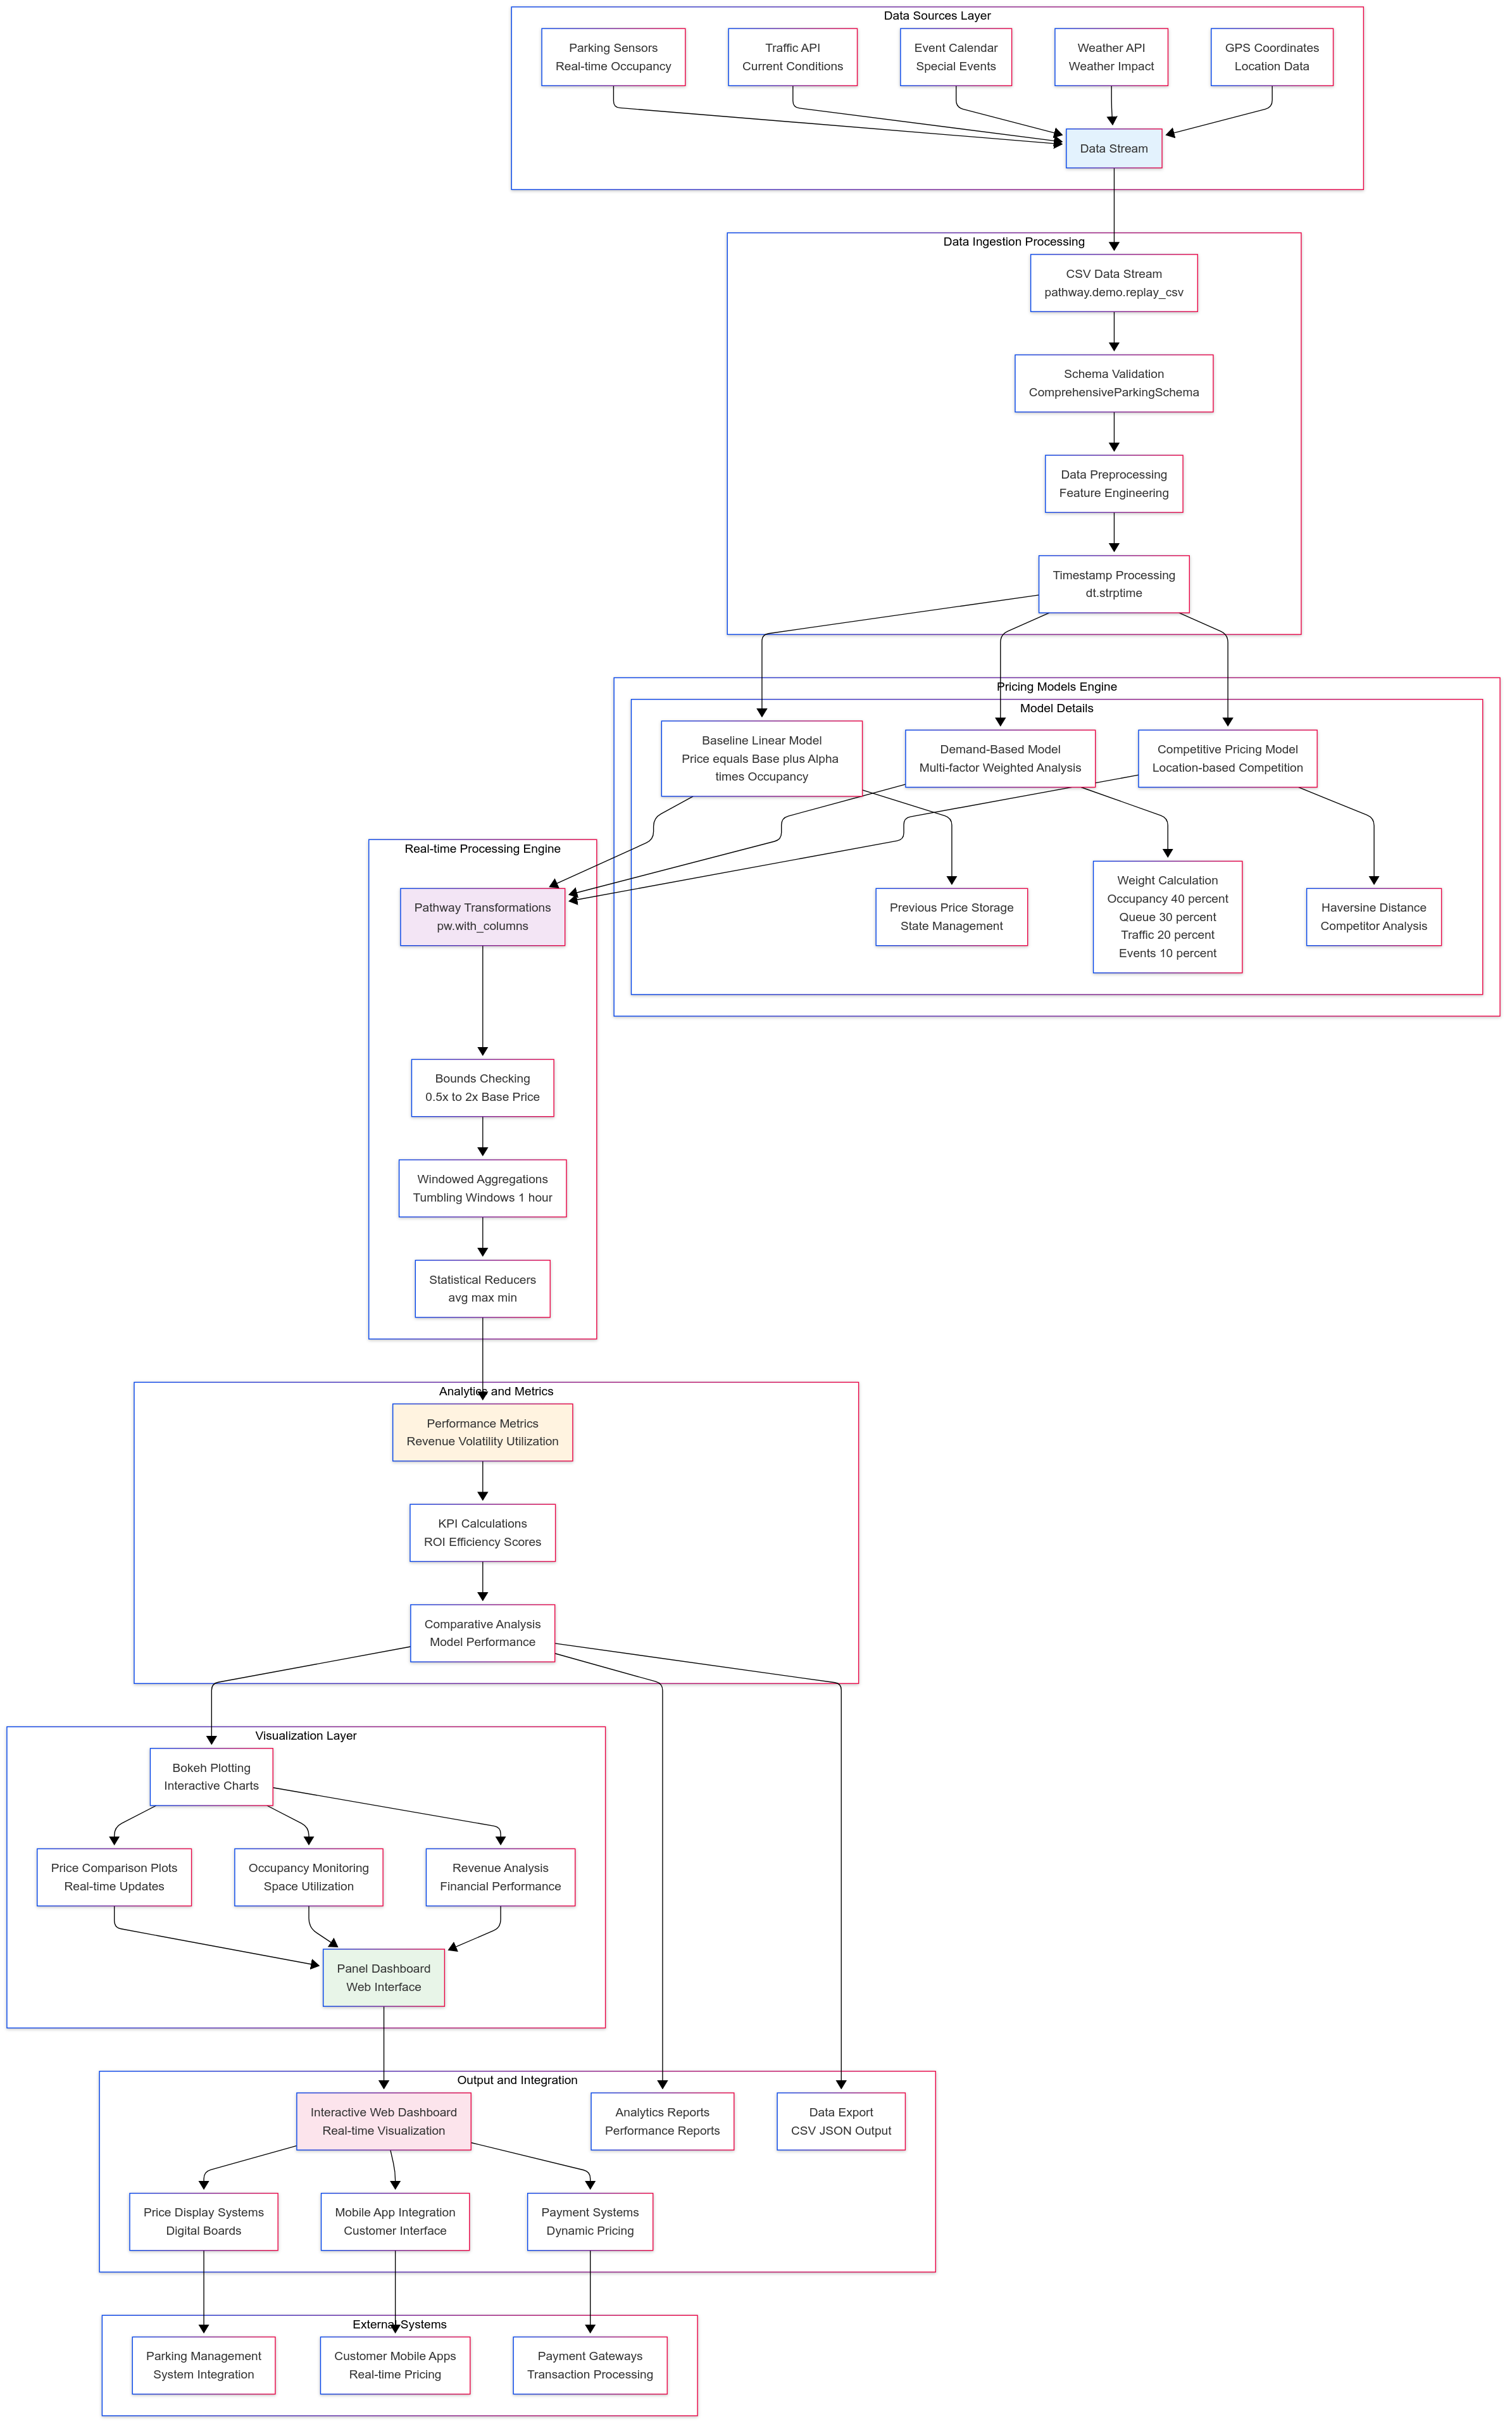 Data Sources Layer
Parking Sensors
Real-time Occupancy
Traffic API
Current Conditions
Event Calendar
Special Events
Weather API
Weather Impact
GPS Coordinates
Location Data
Data Stream
Data Ingestion Processing
CSV Data Stream
pathway.demo.replay_csv
Schema Validation
ComprehensiveParkingSchema
Data Preprocessing
Feature Engineering
Timestamp Processing
dt.strptime
Pricing Models Engine
Model Details
Baseline Linear Model
Price equals Base plus Alpha
times Occupancy
Demand-Based Model
Multi-factor Weighted Analysis
Competitive Pricing Model
Location-based Competition
Previous Price Storage
State Management
Weight Calculation
Occupancy 40 percent
Queue 30 percent
Traffic 20 percent
Events 10 percent
Haversine Distance
Competitor Analysis
Real-time Processing Engine
Pathway Transformations
pw.with_columns
Bounds Checking
0.5x to 2x Base Price
Windowed Aggregations
Tumbling Windows 1 hour
Statistical Reducers
avg max min
Analytics and Metrics
Performance Metrics
Revenue Volatility Utilization
KPI Calculations
ROI Efficiency Scores
Comparative Analysis
Model Performance
Visualization Layer
Bokeh Plotting
Interactive Charts
Price Comparison Plots
Real-time Updates
Occupancy Monitoring
Space Utilization
Revenue Analysis
Financial Performance
Panel Dashboard
Web Interface
Output and Integration
Interactive Web Dashboard
Real-time Visualization
Analytics Reports
Performance Reports
Data Export
CSV JSON Output
Price Display Systems
Digital Boards
Mobile App Integration
Customer Interface
Payment Systems
Dynamic Pricing
External Systems
Parking Management
System Integration
Customer Mobile Apps
Real-time Pricing
Payment Gateways
Transaction Processing